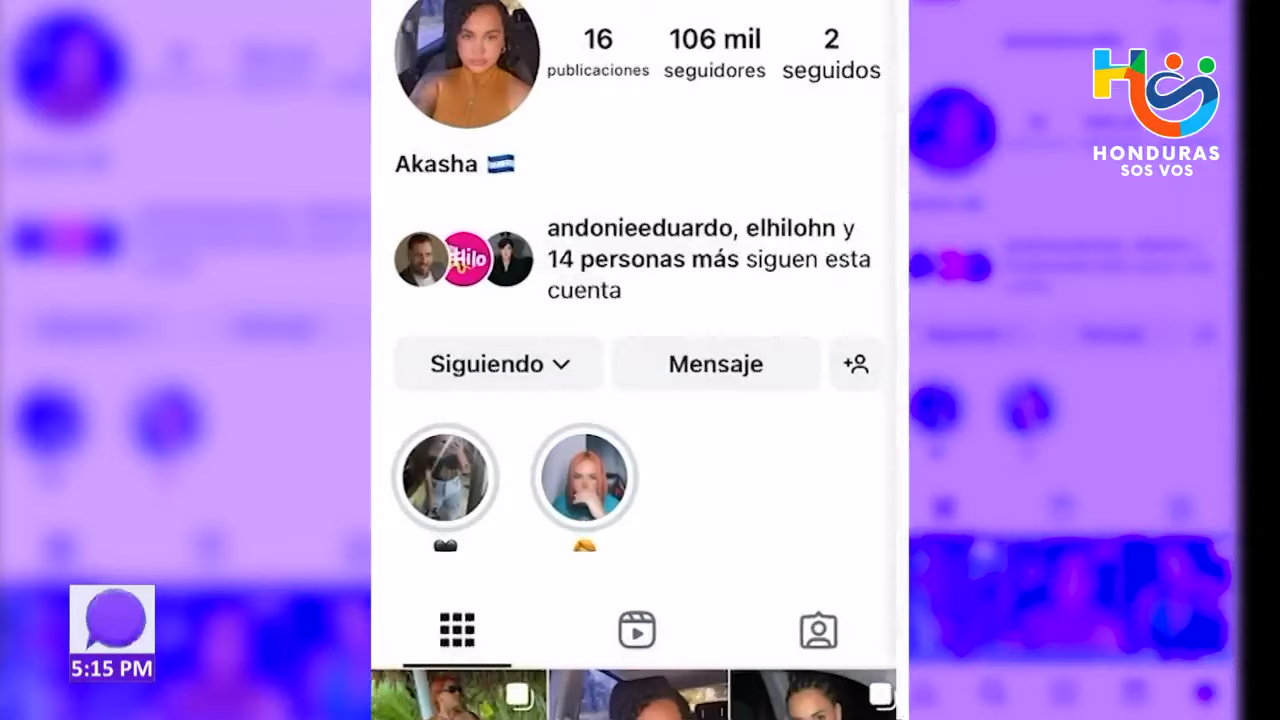 16
106 mil
2
publicaciones
seguidores
seguidos
Akasha
andonieeduardo, elhilohn y
14 personas más siguen esta
cuenta
Hilo
Siguiendo
Mensaje
HONDURAS
SOS VOS
5:15 PM